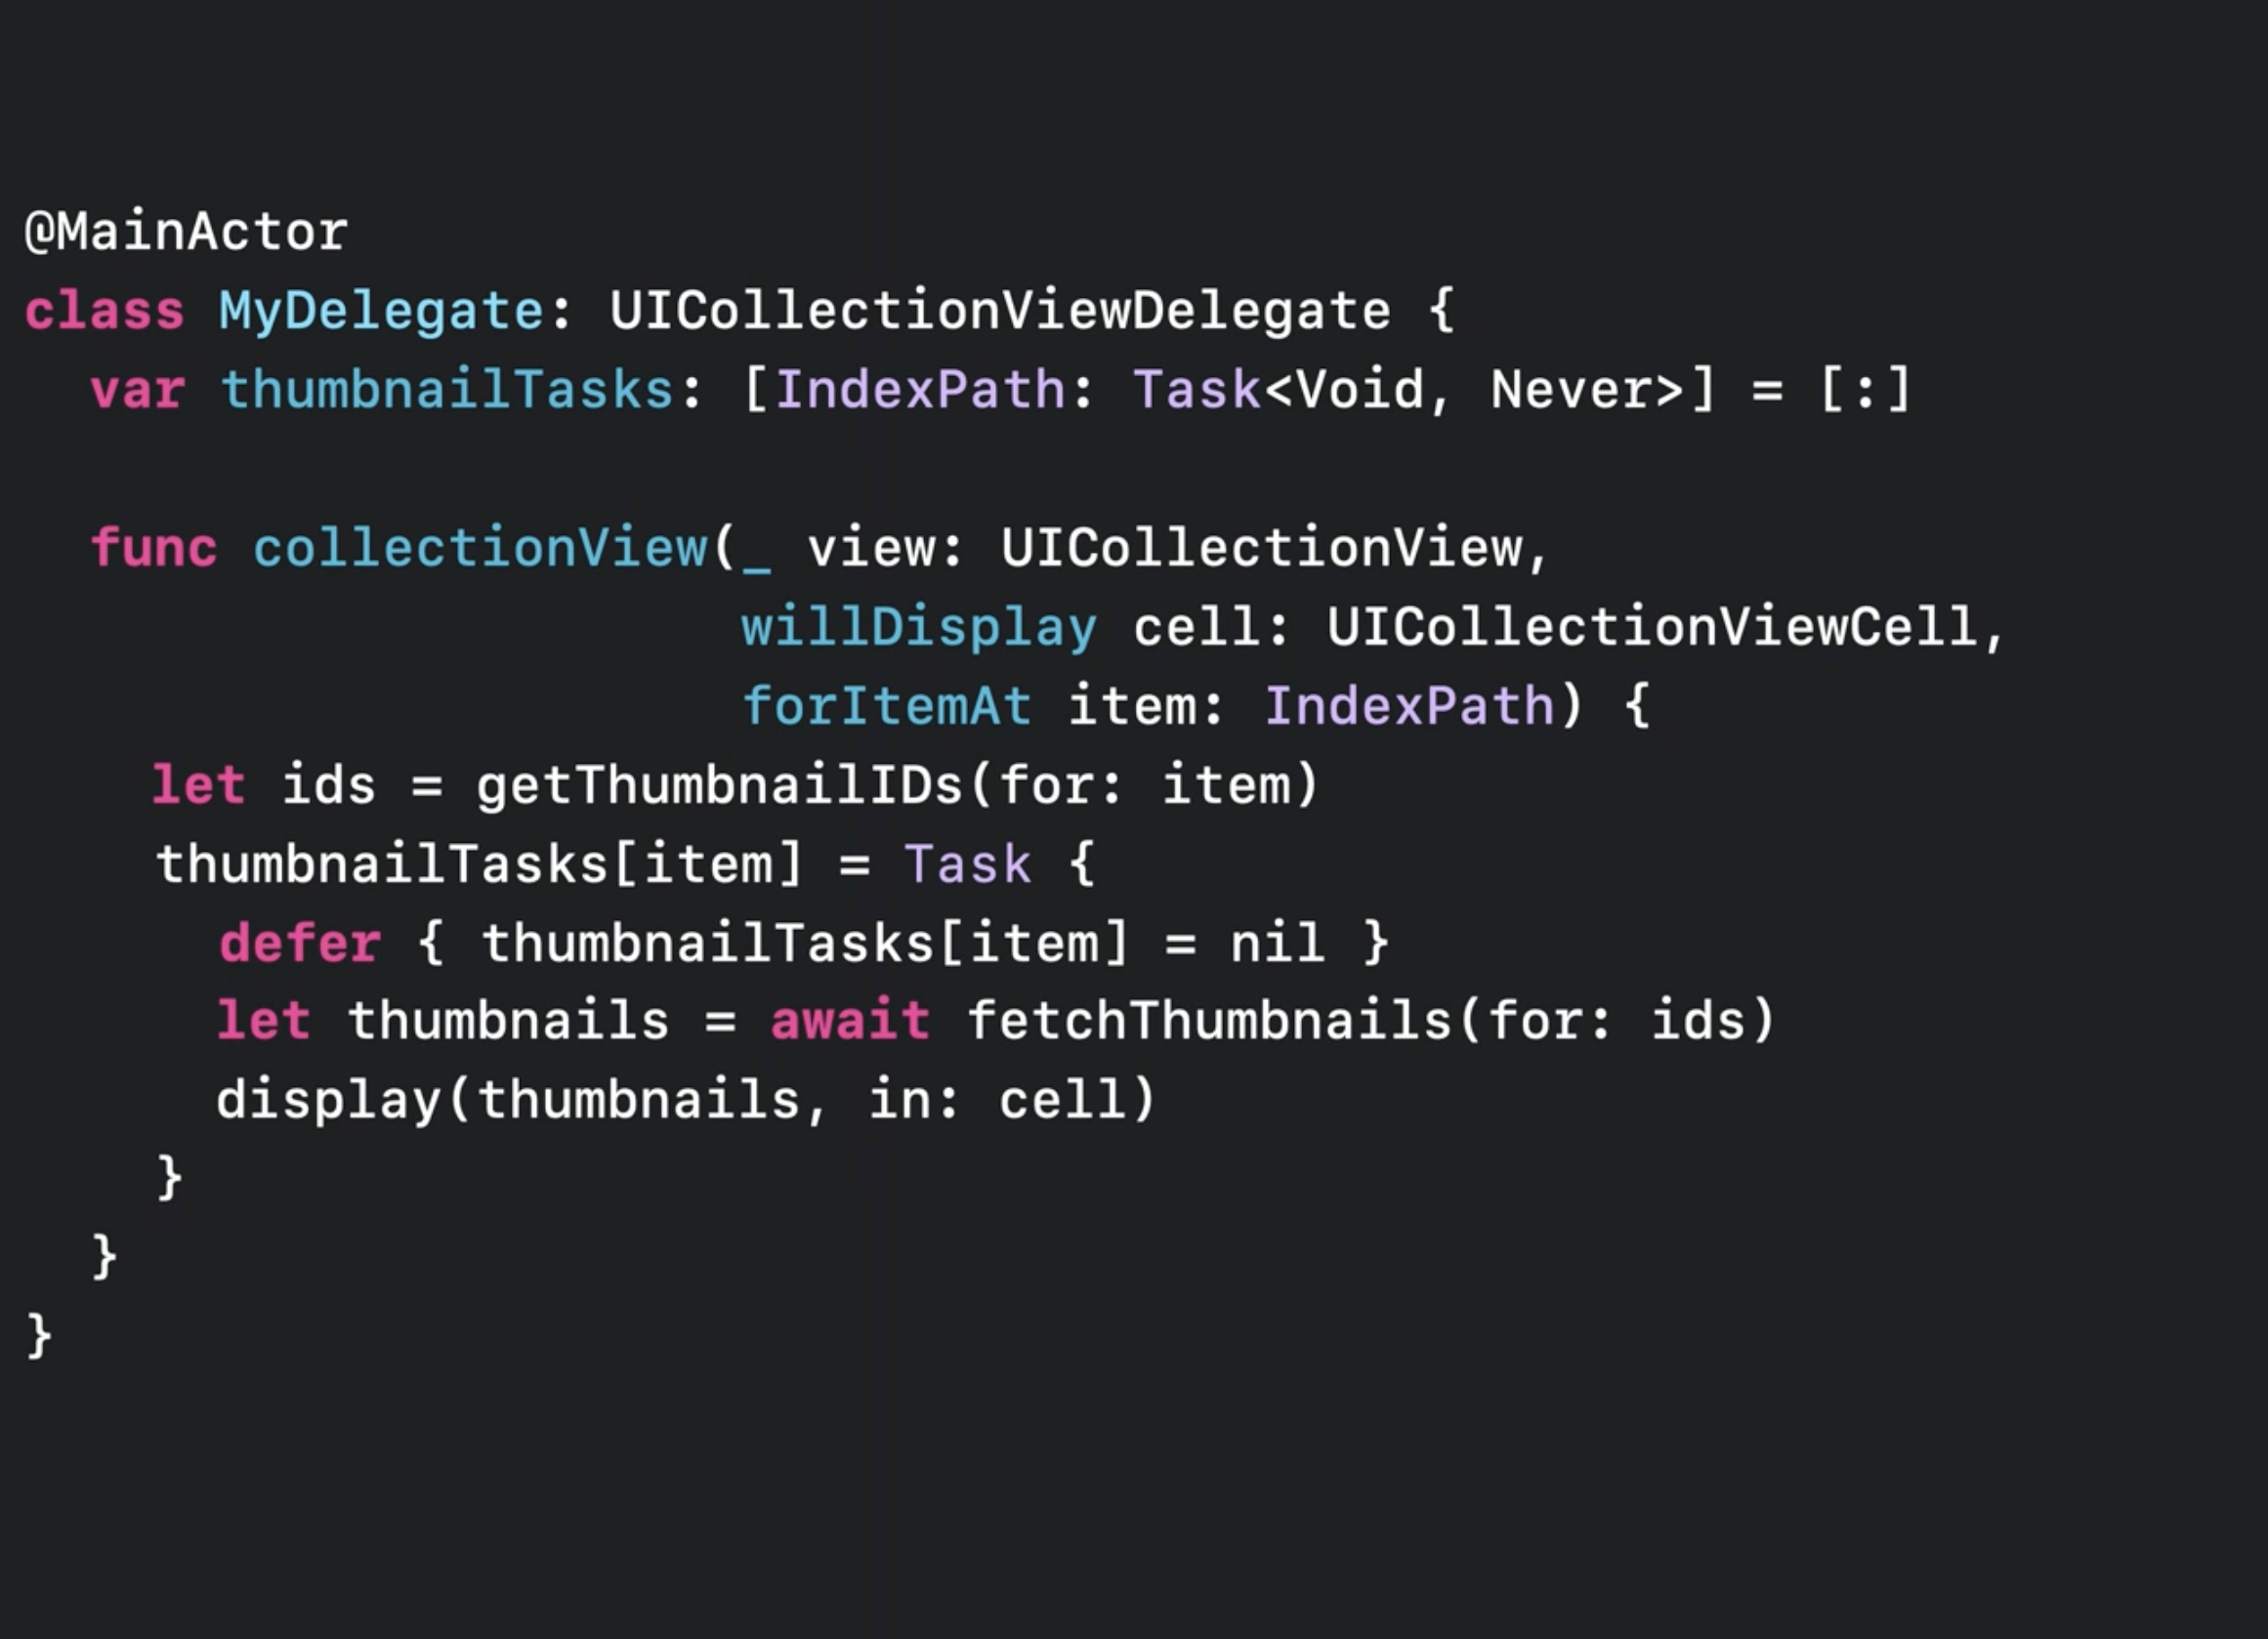 @MainActor
class MyDelegate: UICollectionViewDelegate {
  var thumbnailTasks: [IndexPath: Task<Void, Never>] = [:]

  func collectionView(_ view: UICollectionView,
                      willDisplay cell: UICollectionViewCell,
                      forItemAt item: IndexPath) {
    let ids = getThumbnailIDs(for: item)
    thumbnailTasks[item] = Task {
      defer { thumbnailTasks[item] = nil }
      let thumbnails = await fetchThumbnails(for: ids)
      display(thumbnails, in: cell)
    }
  }
}